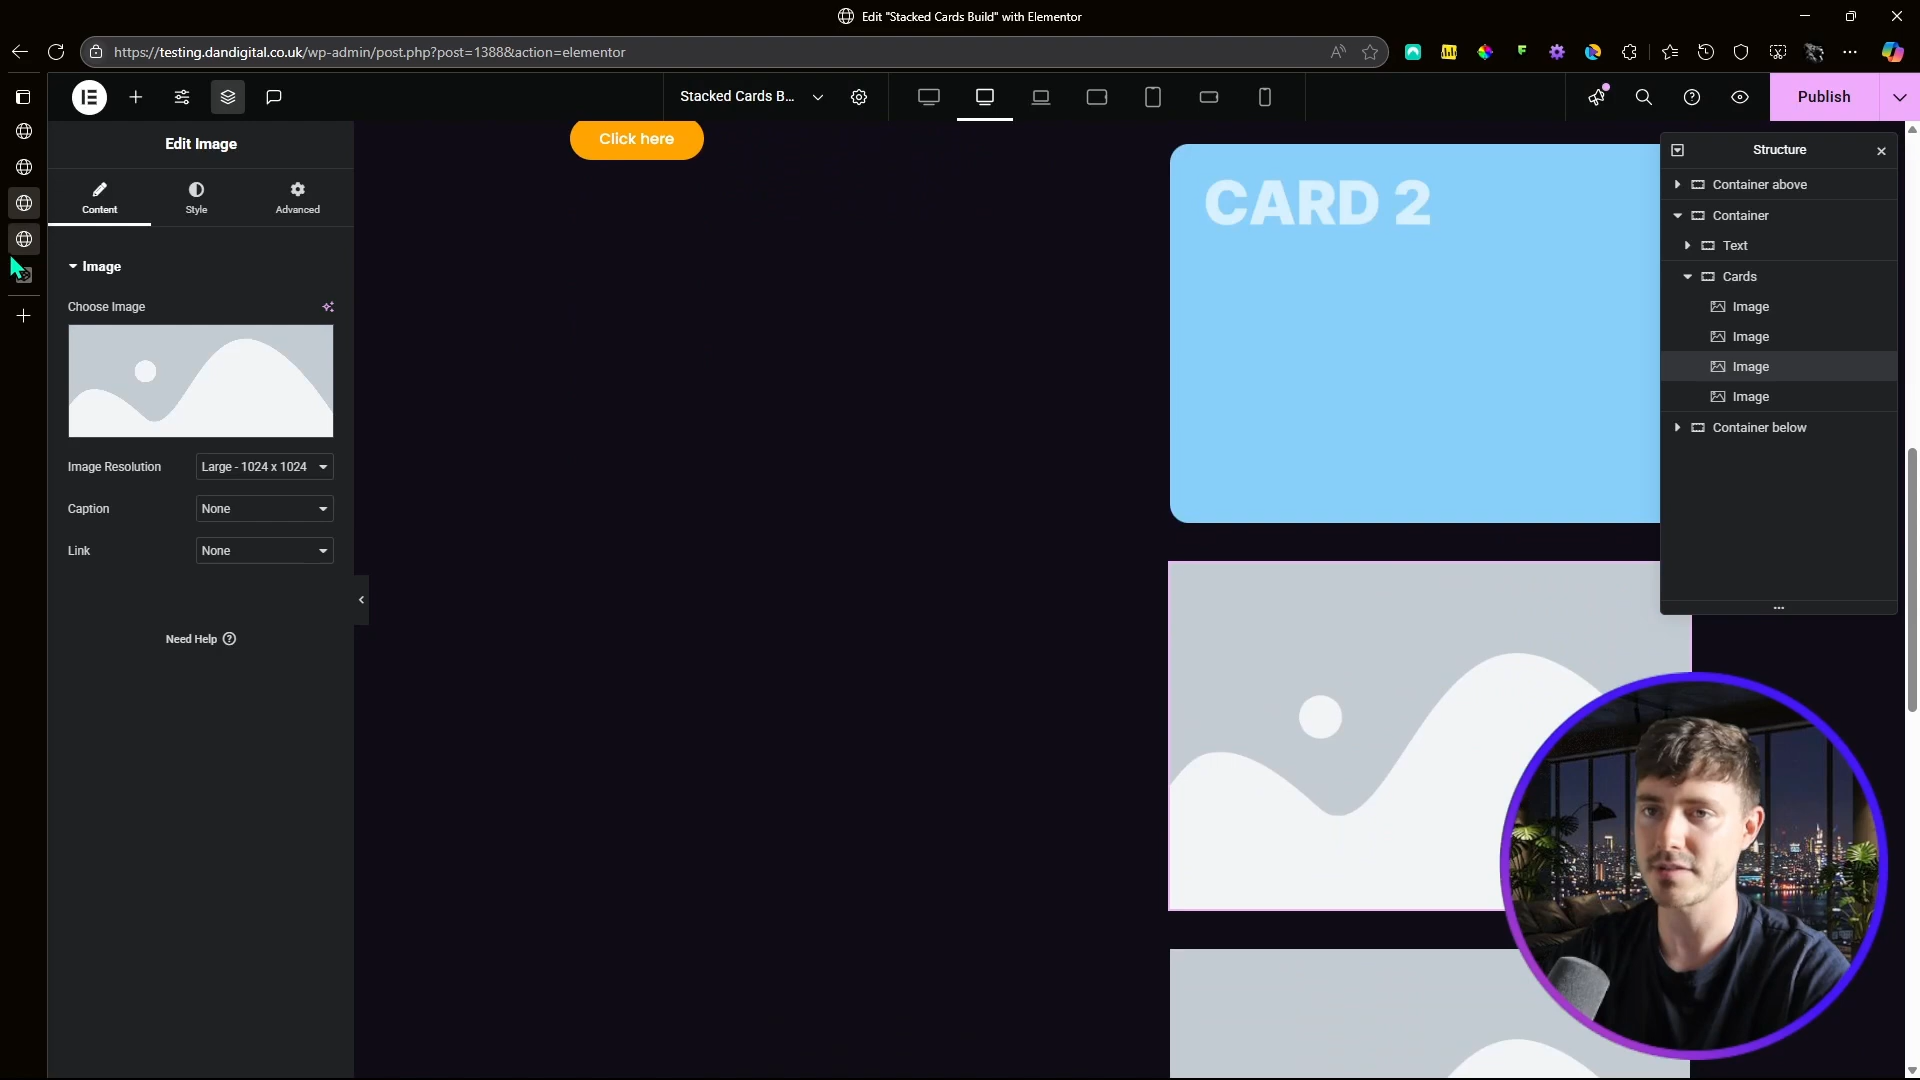 Edit "Stacked Cards Build" with Elementor
https://testing.dandigital.co.uk/wp-admin/post.php?post=1388&action=elementor
Stacked Cards B...
Publish
Edit Image
Content
Style
Advanced
Image
Choose Image
Image Resolution
Large - 1024 x 1024
Caption
None
Link
None
Need Help
Click here
CARD 2
Structure
Container above
Container
Text
Cards
Image
Image
Image
Image
Container below